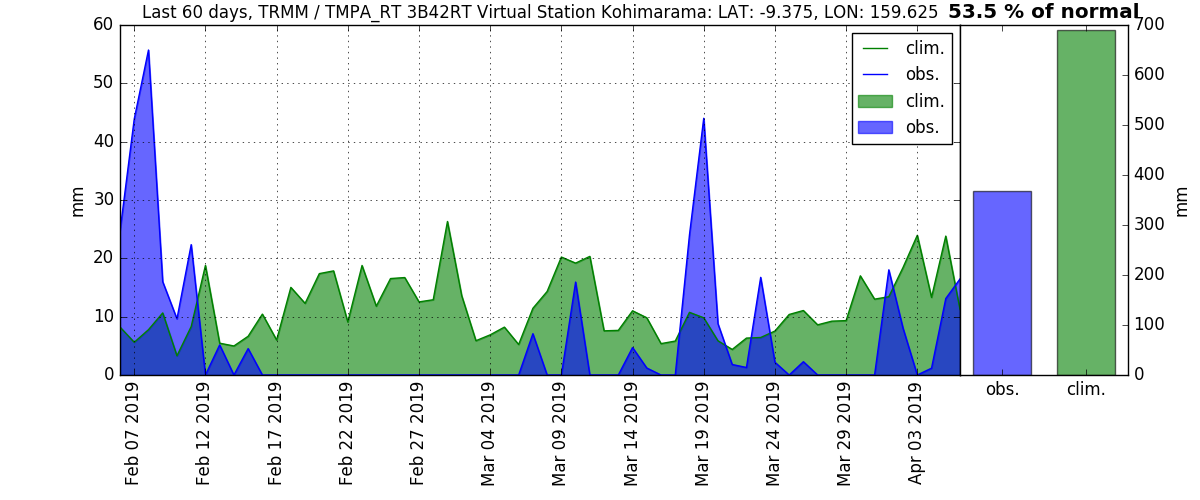 Last 60 days, TRMM / TMPA_RT 3B42RT Virtual Station Kohimarama: LAT: -9.375, LON: 159.625 53.5 % of normal
60
50
40
30
20
10
0
mm
clim.
obs.
clim.
obs.
700
600
500
400
300
200
100
0
mm
Feb 07 2019
Feb 12 2019
Feb 17 2019
Feb 22 2019
Feb 27 2019
Mar 04 2019
Mar 09 2019
Mar 14 2019
Mar 19 2019
Mar 24 2019
Mar 29 2019
Apr 03 2019
obs.
clim.